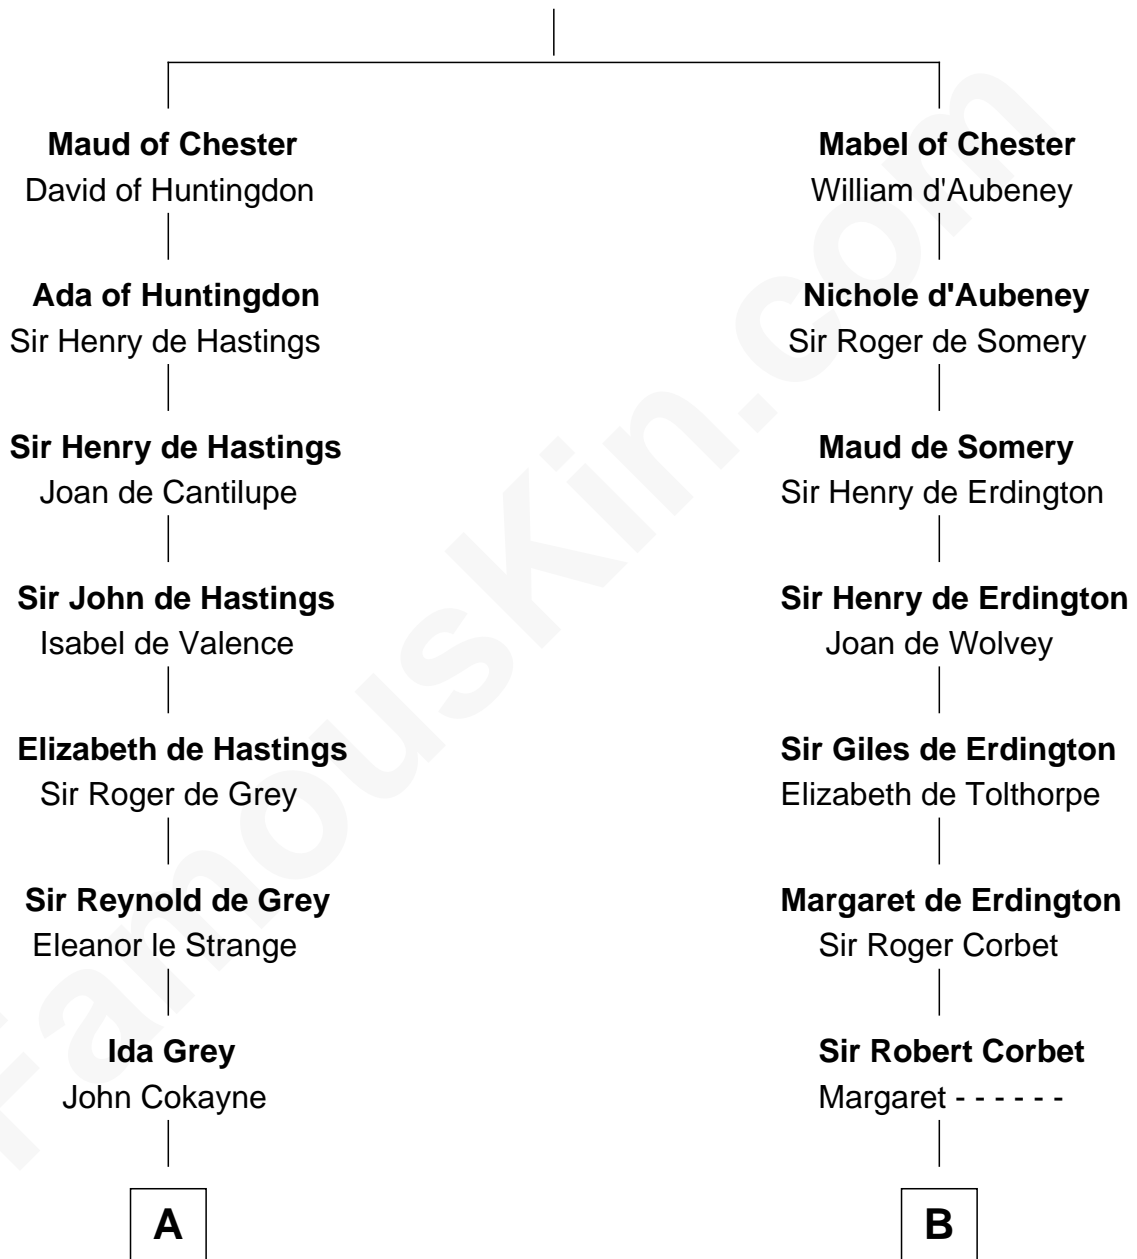 Maud of Chester
David of Huntingdon
Ada of Huntingdon
Sir Henry de Hastings
Sir Henry de Hastings
Joan de Cantilupe
Sir John de Hastings
Isabel de Valence
Elizabeth de Hastings
Sir Roger de Grey
Sir Reynold de Grey
Eleanor le Strange
Ida Grey
John Cokayne
A
Mabel of Chester
William d'Aubeney
Nichole d'Aubeney
Sir Roger de Somery
Maud de Somery
Sir Henry de Erdington
Sir Henry de Erdington
Joan de Wolvey
Sir Giles de Erdington
Elizabeth de Tolthorpe
Margaret de Erdington
Sir Roger Corbet
Sir Robert Corbet
Margaret - - - - - -
B
FamousKin.com